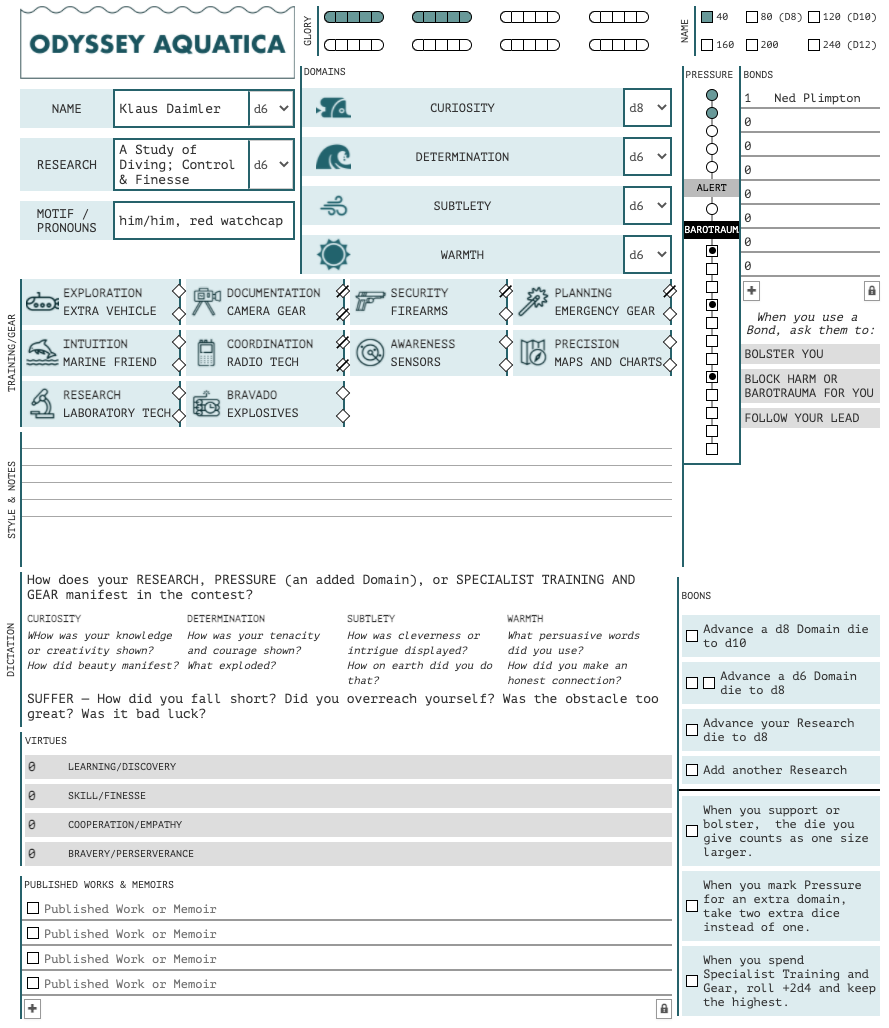 ODYSSEY AQUATICA
GLORY
NAME
40
80 (D8)
120 (D10)
160
200
240 (D12)
NAME
Klaus Daimler
d6
RESEARCH
A Study of
Diving; Control
& Finesse
d6
MOTIF /
PRONOUNS
him/him, red watchcap
DOMAINS
CURIOSITY
d8
DETERMINATION
d6
SUBTLETY
d6
WARMTH
d6
PRESSURE
ALERT
BAROTRAUM
BONDS
1 Ned Plimpton
0
0
0
0
0
0
0
When you use a
Bond, ask them to:
BOLSTER YOU
BLOCK HARM OR
BAROTRAUMA FOR YOU
FOLLOW YOUR LEAD
TRAINING/GEAR
EXPLORATION
EXTRA VEHICLE
DOCUMENTATION
CAMERA GEAR
SECURITY
FIREARMS
PLANNING
EMERGENCY GEAR
INTUITION
MARINE FRIEND
COORDINATION
RADIO TECH
AWARENESS
SENSORS
PRECISION
MAPS AND CHARTS
RESEARCH
LABORATORY TECH
BRAVADO
EXPLOSIVES
STYLE & NOTES
DICTATION
How does your RESEARCH, PRESSURE (an added Domain), or SPECIALIST TRAINING AND
GEAR manifest in the contest?
CURIOSITY
WHow was your knowledge
or creativity shown?
How did beauty manifest?
DETERMINATION
How was your tenacity
and courage shown?
What exploded?
SUBTLETY
How was cleverness or
intrigue displayed?
How on earth did you do
that?
WARMTH
What persuasive words
did you use?
How did you make an
honest connection?
SUFFER — How did you fall short? Did you overreach yourself? Was the obstacle too
great? Was it bad luck?
VIRTUES
0 LEARNING/DISCOVERY
0 SKILL/FINESSE
0 COOPERATION/EMPATHY
0 BRAVERY/PERSERVERANCE
PUBLISHED WORKS & MEMOIRS
Published Work or Memoir
Published Work or Memoir
Published Work or Memoir
Published Work or Memoir
BOONS
Advance a d8 Domain die
to d10
Advance a d6 Domain
die to d8
Advance your Research
die to d8
Add another Research
When you support or
bolster, the die you
give counts as one size
larger.
When you mark Pressure
for an extra domain,
take two extra dice
instead of one.
When you spend
Specialist Training and
Gear, roll +2d4 and keep
the highest.